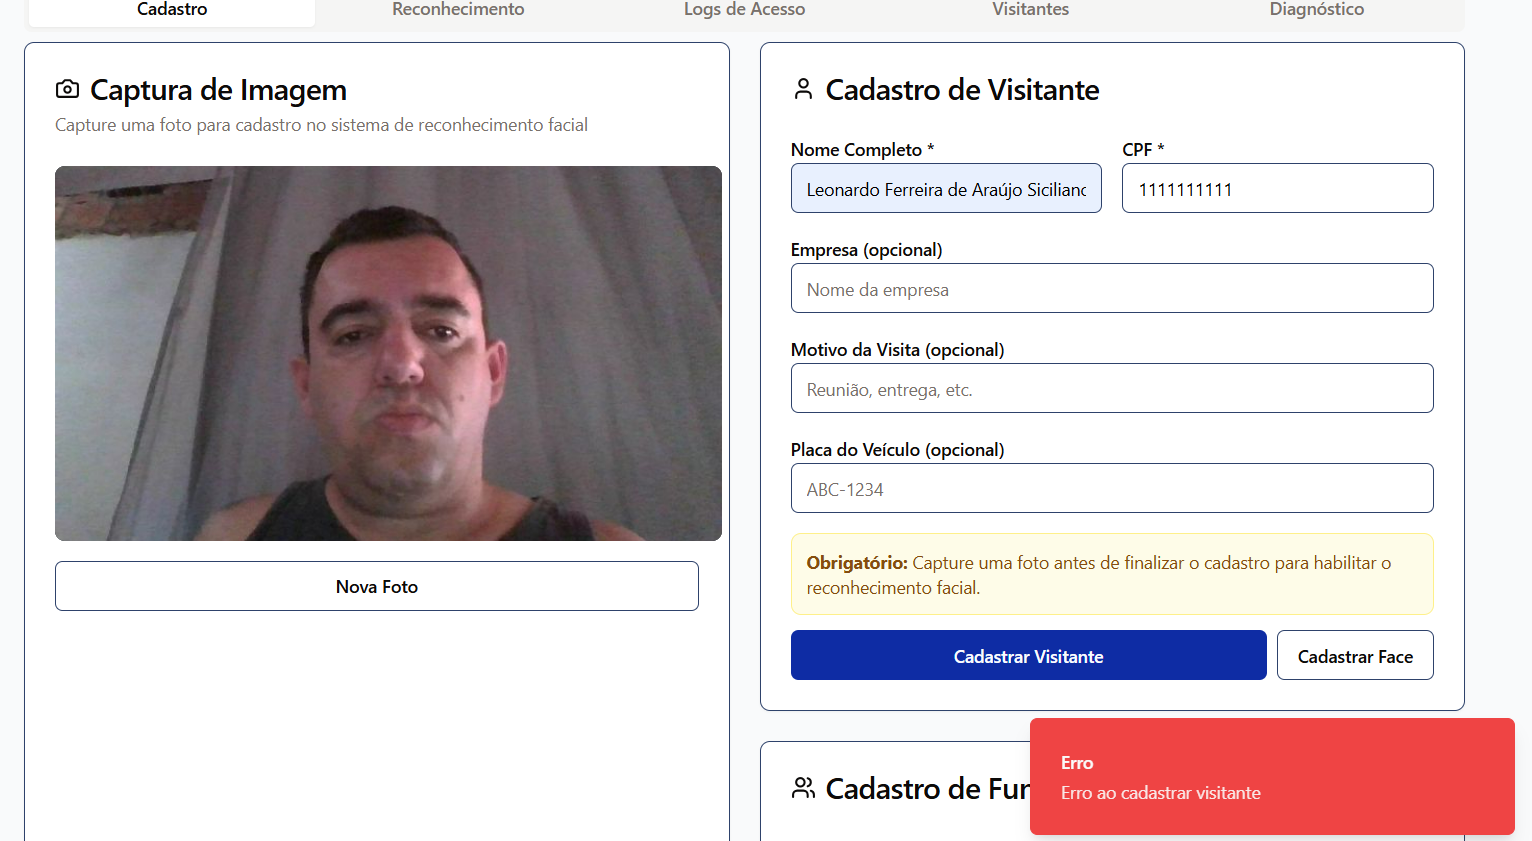 Cadastro
Reconhecimento
Logs de Acesso
Visitantes
Diagnóstico
Captura de Imagem
Capture uma foto para cadastro no sistema de reconhecimento facial
Nova Foto
Cadastro de Visitante
Nome Completo *
CPF *
Leonardo Ferreira de Araújo Siciliano
1111111111
Empresa (opcional)
Nome da empresa
Motivo da Visita (opcional)
Reunião, entrega, etc.
Placa do Veículo (opcional)
ABC-1234
Obrigatório: Capture uma foto antes de finalizar o cadastro para habilitar o
reconhecimento facial.
Cadastrar Visitante
Cadastrar Face
Cadastro de Fun
Erro
Erro ao cadastrar visitante